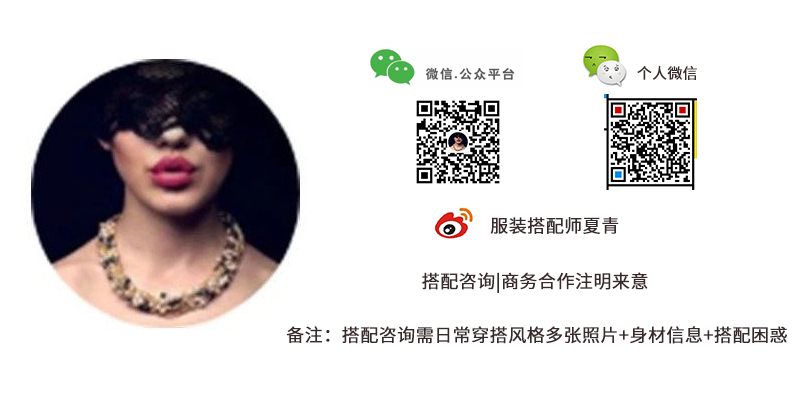 微信.公众平台
个人微信
服装搭配师夏青
搭配咨询|商务合作注明来意
备注：搭配咨询需日常穿搭风格多张照片+身材信息+搭配困惑